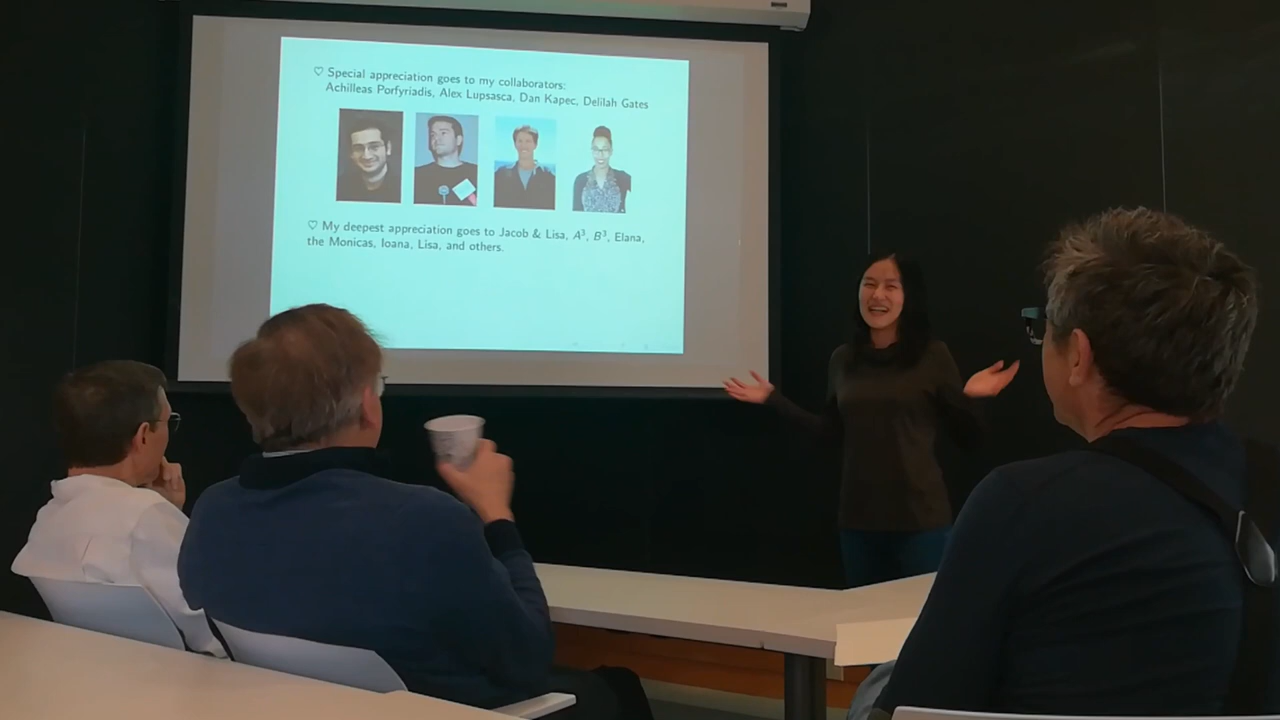 ♡ Special appreciation goes to my collaborators:
Achilleas Porfyriadis, Alex Lupsasca, Dan Kapec, Delilah Gates
♡ My deepest appreciation goes to Jacob & Lisa, A³, B³, Elana,
the Monicas, Ioana, Lisa, and others.